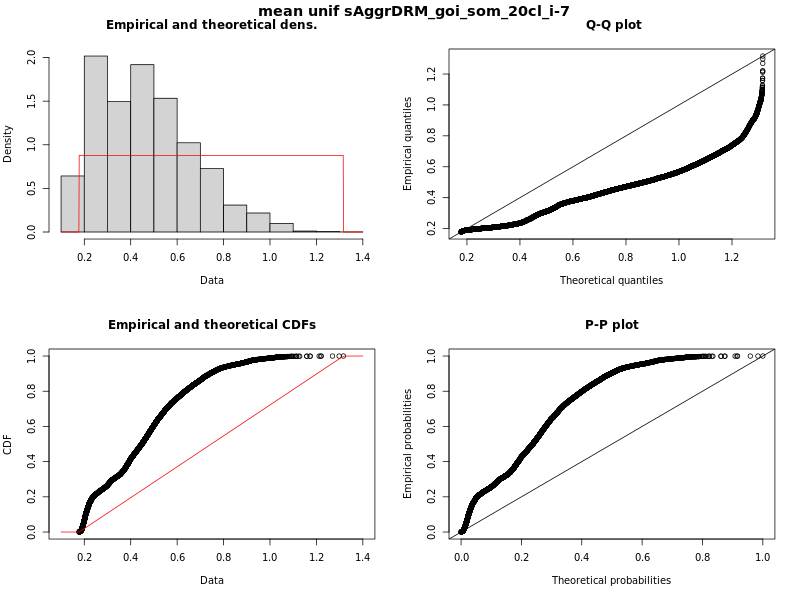 mean unif sAggrDRM_goi_som_20cl_i-7
Empirical and theoretical dens.
Density
0.0 0.5 1.0 1.5 2.0
0.2 0.4 0.6 0.8 1.0 1.2 1.4
Data
Q-Q plot
Empirical quantiles
0.2 0.4 0.6 0.8 1.0 1.2
0.2 0.4 0.6 0.8 1.0 1.2
Theoretical quantiles
Empirical and theoretical CDFs
CDF
0.0 0.2 0.4 0.6 0.8 1.0
0.2 0.4 0.6 0.8 1.0 1.2 1.4
Data
P-P plot
Empirical probabilities
0.0 0.2 0.4 0.6 0.8 1.0
0.0 0.2 0.4 0.6 0.8 1.0
Theoretical probabilities